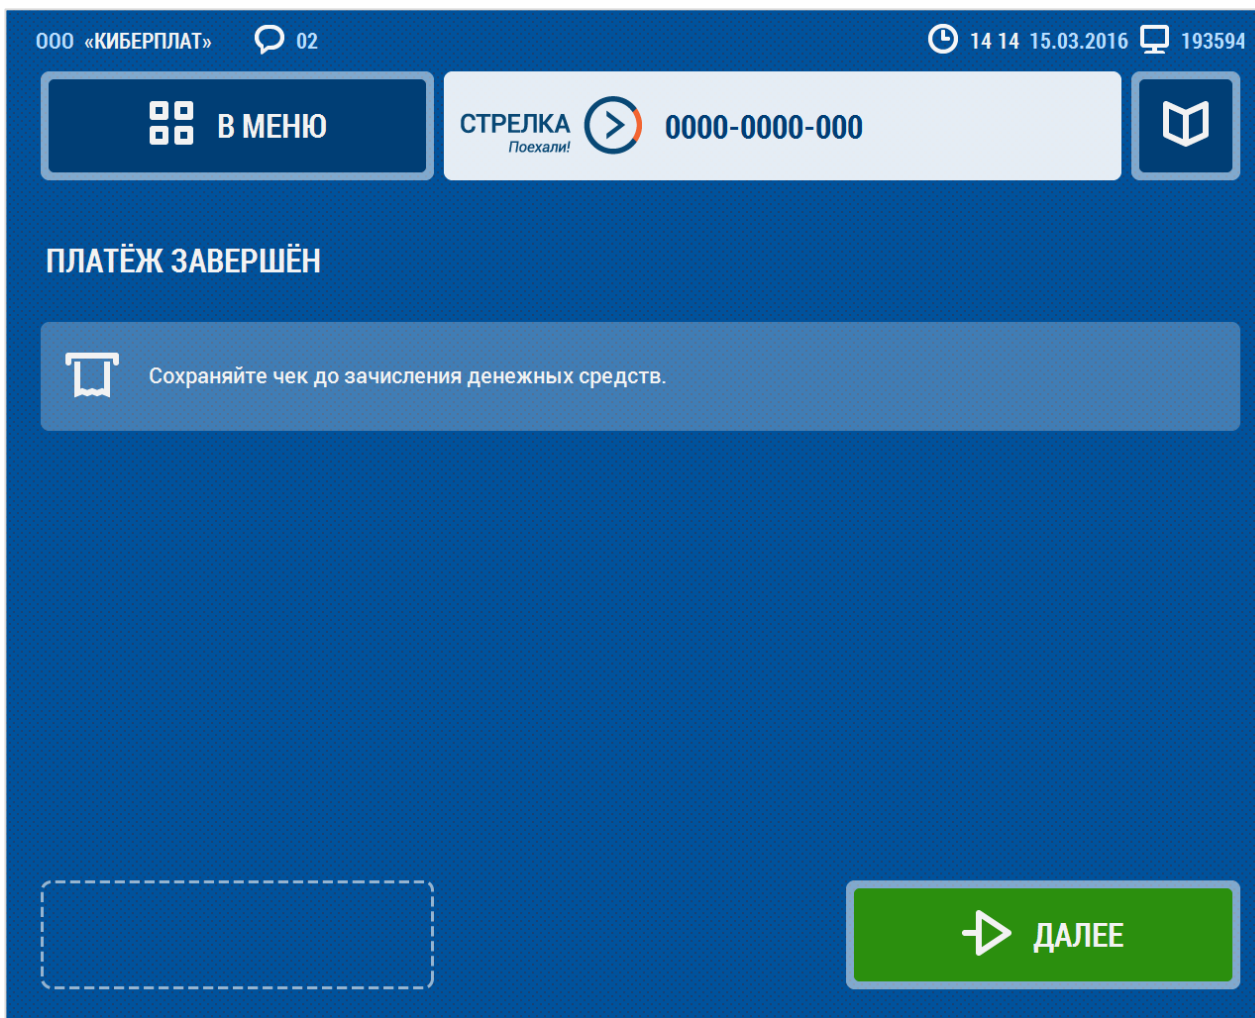 ООО «КИБЕРПЛАТ» 02 14 14 15.03.2016 193594
В МЕНЮ
СТРЕЛКА
Поехали!
0000-0000-000
ПЛАТЁЖ ЗАВЕРШЁН
Сохраняйте чек до зачисления денежных средств.
ДАЛЕЕ